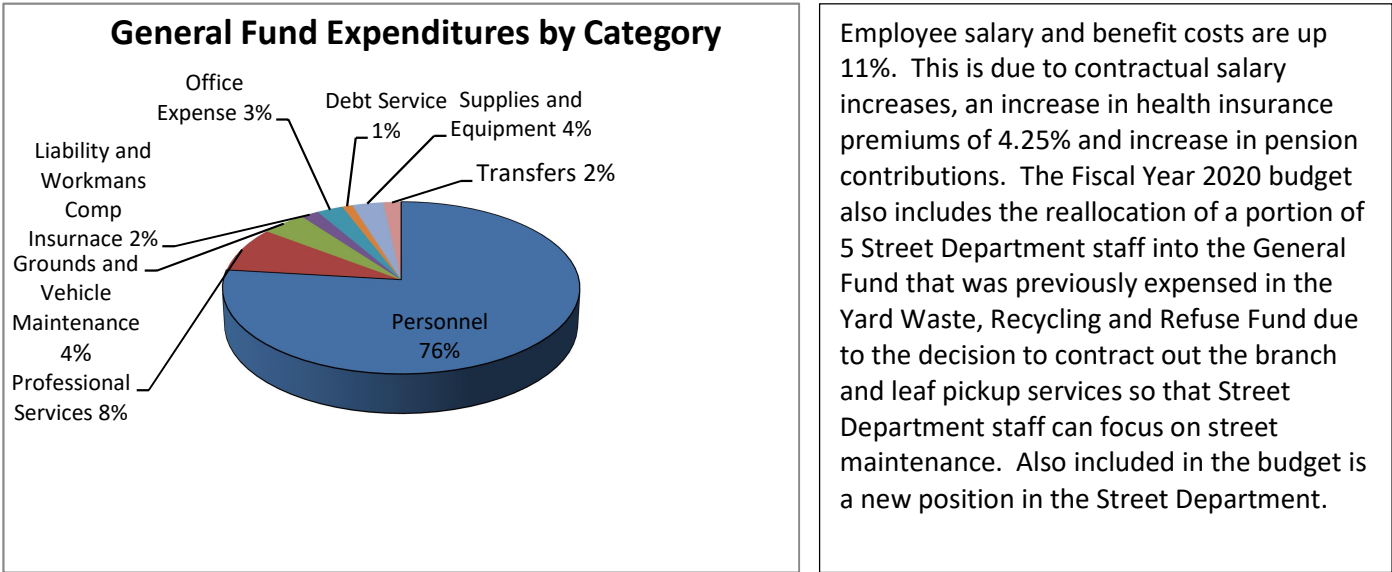 General Fund Expenditures by Category
Office
Expense 3%
Debt Service
1%
Supplies and
Equipment 4%
Transfers 2%
Liability and
Workmans
Comp
Insurnace 2%
Grounds and
Vehicle
Maintenance
4%
Professional
Services 8%
Personnel
76%
Employee salary and benefit costs are up
11%. This is due to contractual salary
increases, an increase in health insurance
premiums of 4.25% and increase in pension
contributions. The Fiscal Year 2020 budget
also includes the reallocation of a portion of
5 Street Department staff into the General
Fund that was previously expensed in the
Yard Waste, Recycling and Refuse Fund due
to the decision to contract out the branch
and leaf pickup services so that Street
Department staff can focus on street
maintenance. Also included in the budget is
a new position in the Street Department.